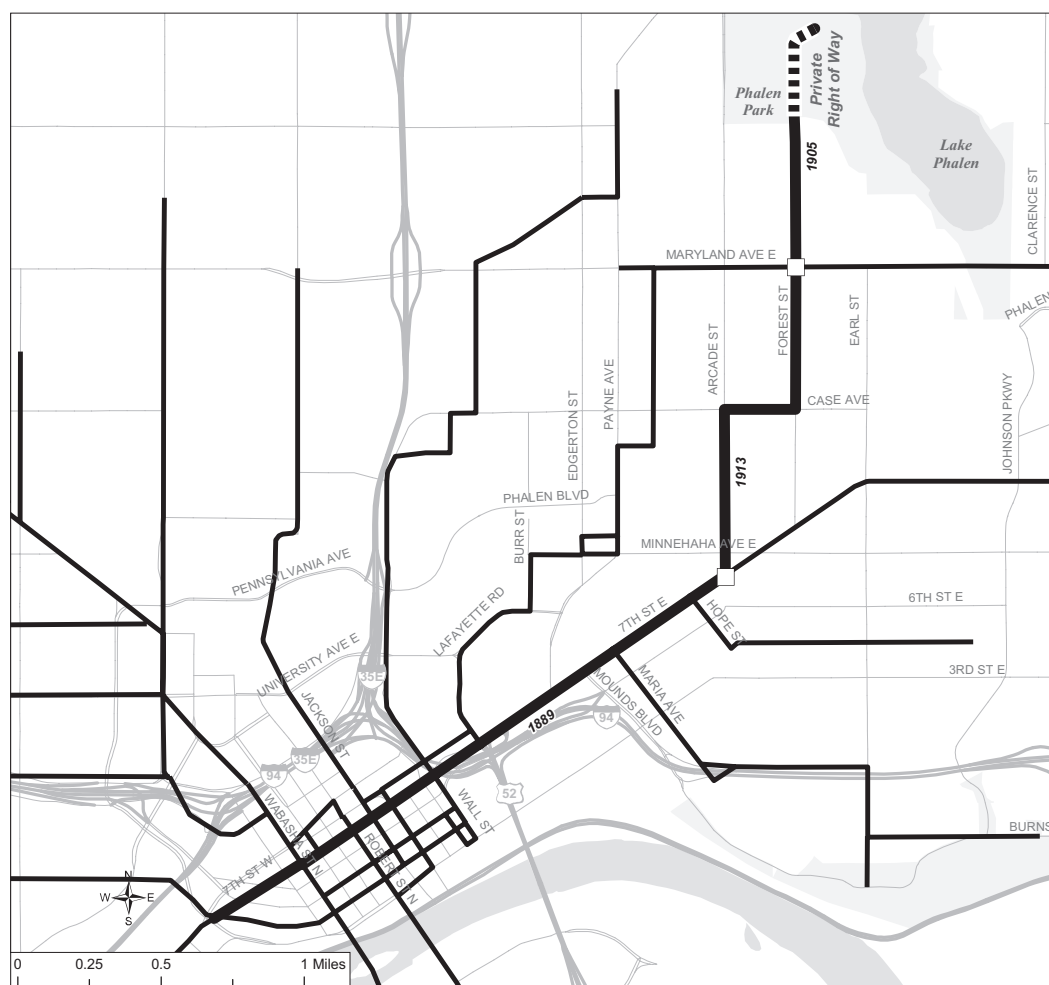 Private
Right of Way
Phalen
Park
Lake
Phalen
1905
CLARENCE ST
MARYLAND AVE E
FOREST ST
EARL ST
PHALEN
ARCADE ST
CASE AVE
PAYNE AVE
EDGERTON ST
JOHNSON PKWY
1913
PHALEN BLVD
BURR ST
MINNEHAHA AVE E
PENNSYLVANIA AVE
LAFAYETTE RD
7TH ST E
HOPE ST
6TH ST E
UNIVERSITY AVE E
3RD ST E
35E
MARIA AVE
MOUNDS BLVD
JACKSON ST
1889
94
35E
94
52
WALL ST
WABASHA ST N
ROBERT ST N
BURNS
7TH ST W
N
W
E
S
0
0.25
0.5
1 Miles